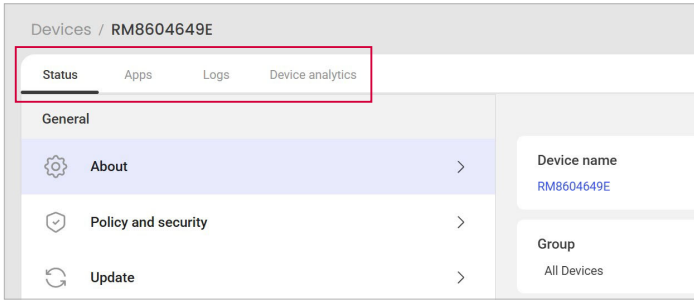 Devices / RM8604649E
Status Apps Logs Device analytics
General
About
Policy and security
Update
Device name
RM8604649E
Group
All Devices